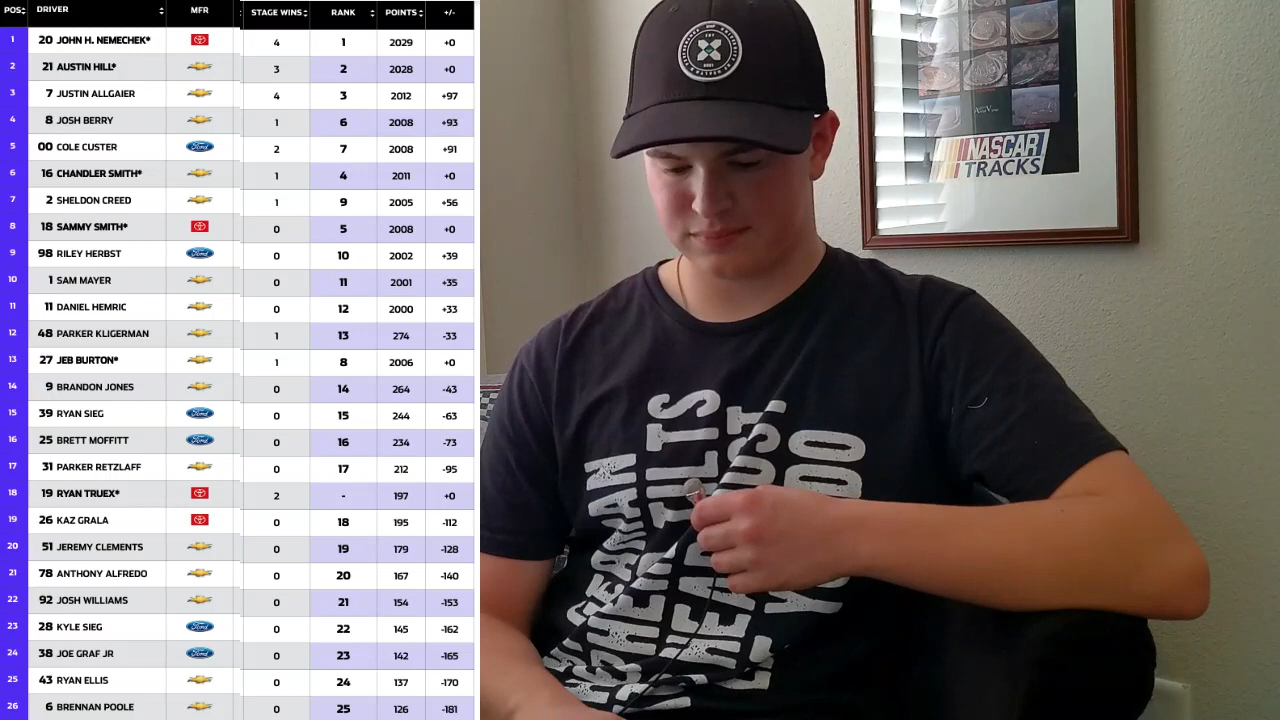 POS DRIVER MFR STAGE WINS RANK POINTS +/-
1 20 JOHN H. NEMECHEK* 4 1 2029 +0
2 21 AUSTIN HILL* 3 2 2028 +0
3 7 JUSTIN ALLGAIER 4 3 2012 +97
4 8 JOSH BERRY 1 6 2008 +93
5 00 COLE CUSTER Ford 2 7 2008 +91
6 16 CHANDLER SMITH* 1 4 2011 +0
7 2 SHELDON CREED 1 9 2005 +56
8 18 SAMMY SMITH* 0 5 2008 +0
9 98 RILEY HERBST Ford 0 10 2002 +39
10 1 SAM MAYER 0 11 2001 +35
11 11 DANIEL HEMRIC 0 12 2000 +33
12 48 PARKER KLIGERMAN 1 13 274 -33
13 27 JEB BURTON* 1 8 2006 +0
14 9 BRANDON JONES 0 14 264 -43
15 39 RYAN SIEG Ford 0 15 244 -63
16 25 BRETT MOFFITT Ford 0 16 234 -73
17 31 PARKER RETZLAFF 0 17 212 -95
18 19 RYAN TRUEX* 2 - 197 +0
19 26 KAZ GRALA 0 18 195 -112
20 51 JEREMY CLEMENTS 0 19 179 -128
21 78 ANTHONY ALFREDO 0 20 167 -140
22 92 JOSH WILLIAMS 0 21 154 -153
23 28 KYLE SIEG Ford 0 22 145 -162
24 38 JOE GRAF JR Ford 0 23 142 -165
25 43 RYAN ELLIS 0 24 137 -170
26 6 BRENNAN POOLE 0 25 126 -181
NASCAR
TRACKS